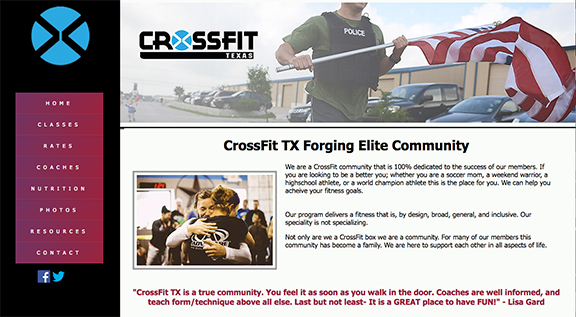 CROSSFIT
TEXAS
POLICE
HOME
CLASSES
RATES
COACHES
NUTRITION
PHOTOS
RESOURCES
CONTACT
CrossFit TX Forging Elite Community
We are a CrossFit community that is 100% dedicated to the success of our members. If
you are looking to be a better you; whether you are a soccer mom, a weekend warrior, a
highschool athlete, or a world champion athlete this is the place for you. We can help you
acheive your fitness goals.
Our program delivers a fitness that is, by design, broad, general, and inclusive. Our
speciality is not specializing.
Not only are we a CrossFit box we are a community. For many of our members this
community has become a family. We are here to support each other in all aspects of life.
"CrossFit TX is a true community. You feel it as soon as you walk in the door. Coaches are well informed, and
teach form/technique above all else. Last but not least- It is a GREAT place to have FUN!" - Lisa Gard